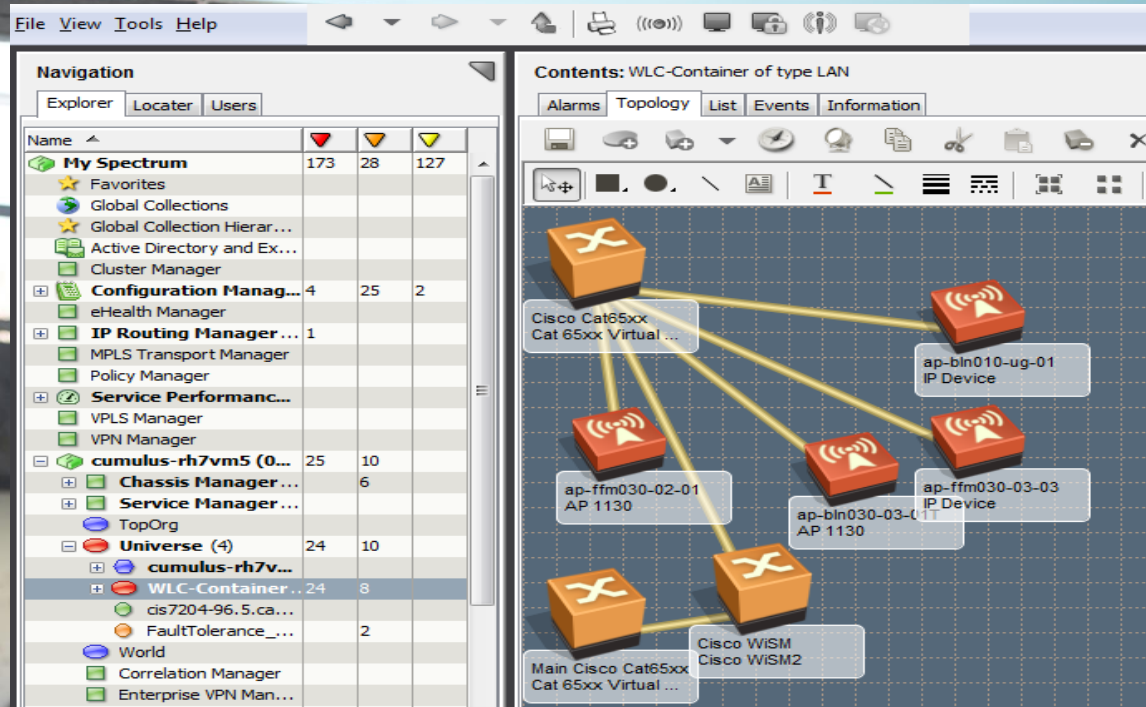 File View Tools Help
Navigation
Explorer Locater Users
Name
My Spectrum 173 28 127
Favorites
Global Collections
Global Collection Hierar...
Active Directory and Ex...
Cluster Manager
Configuration Manag... 4 25 2
eHealth Manager
IP Routing Manager... 1
MPLS Transport Manager
Policy Manager
Service Performanc...
VPLS Manager
VPN Manager
cumulus-rh7vm5 (0... 25 10
Chassis Manager... 6
Service Manager...
TopOrg
Universe (4) 24 10
cumulus-rh7v...
WLC-Container... 24 8
cis7204-96.5.ca...
FaultTolerance_... 2
World
Correlation Manager
Enterprise VPN Man...
Contents: WLC-Container of type LAN
Alarms Topology List Events Information
T
Cisco Cat65xx
Cat 65xx Virtual ...
ap-bln010-ug-01
IP Device
ap-ffm030-02-01
AP 1130
ap-bln030-03-01T
AP 1130
ap-ffm030-03-03
IP Device
Cisco WiSM
Cisco WiSM2
Main Cisco Cat65xx
Cat 65xx Virtual ...